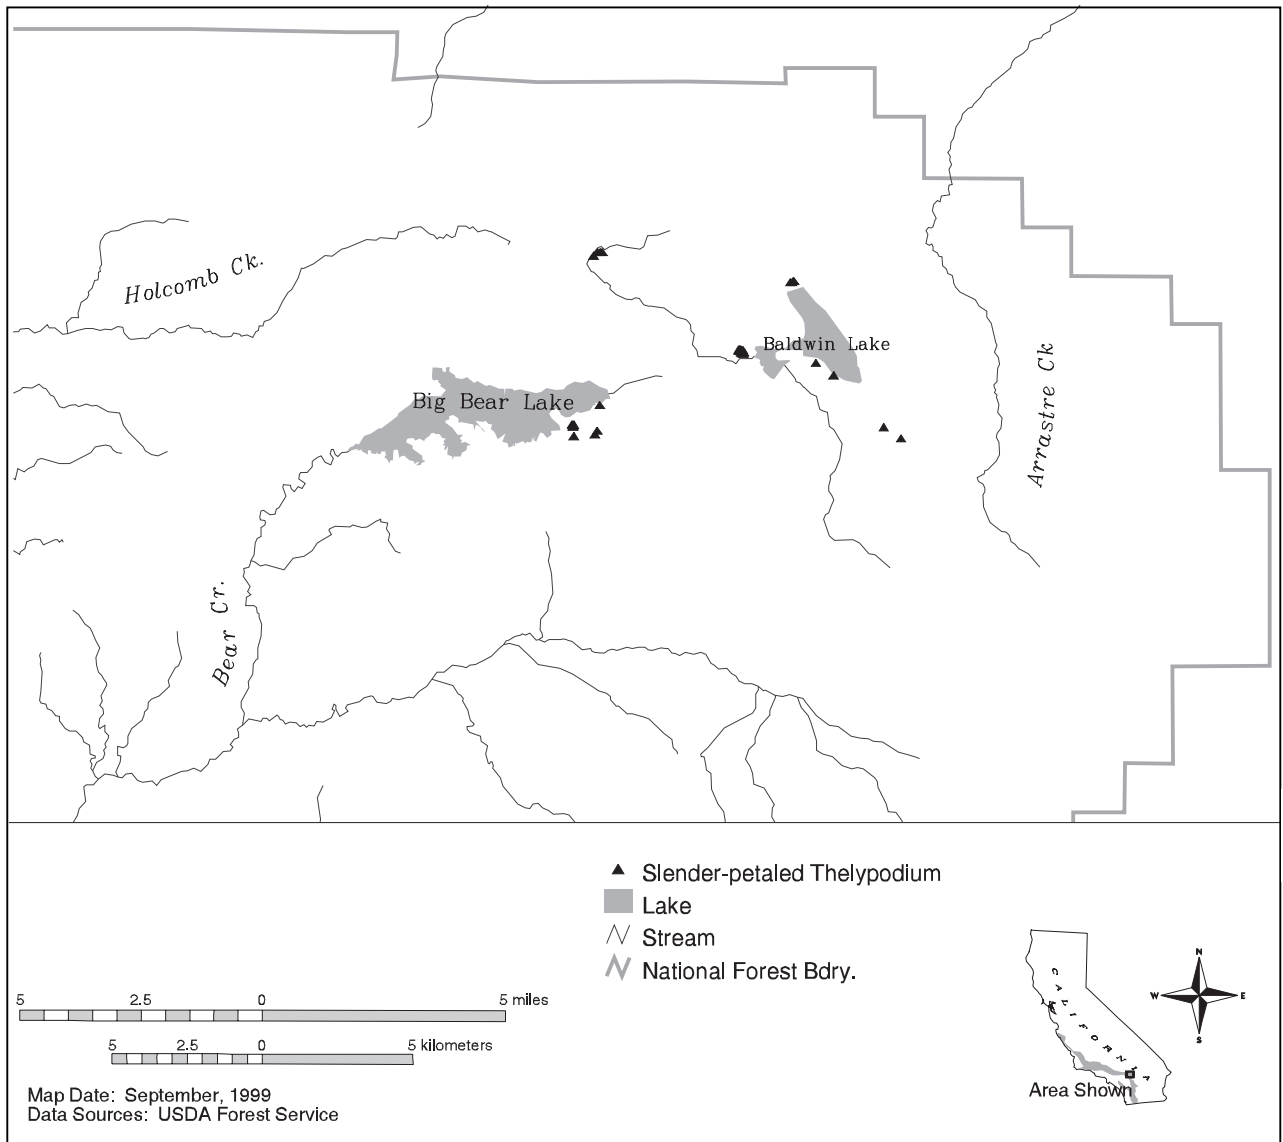 Holcomb Ck.
Baldwin Lake
Big Bear Lake
Arrastre Ck
Bear Cr.
Slender-petaled Thelypodium
Lake
Stream
National Forest Bdry.
5 2.5 0 5 miles
5 2.5 0 5 kilometers
Map Date: September, 1999
Data Sources: USDA Forest Service
CALIFORNIA
Area Shown
N
W E
S